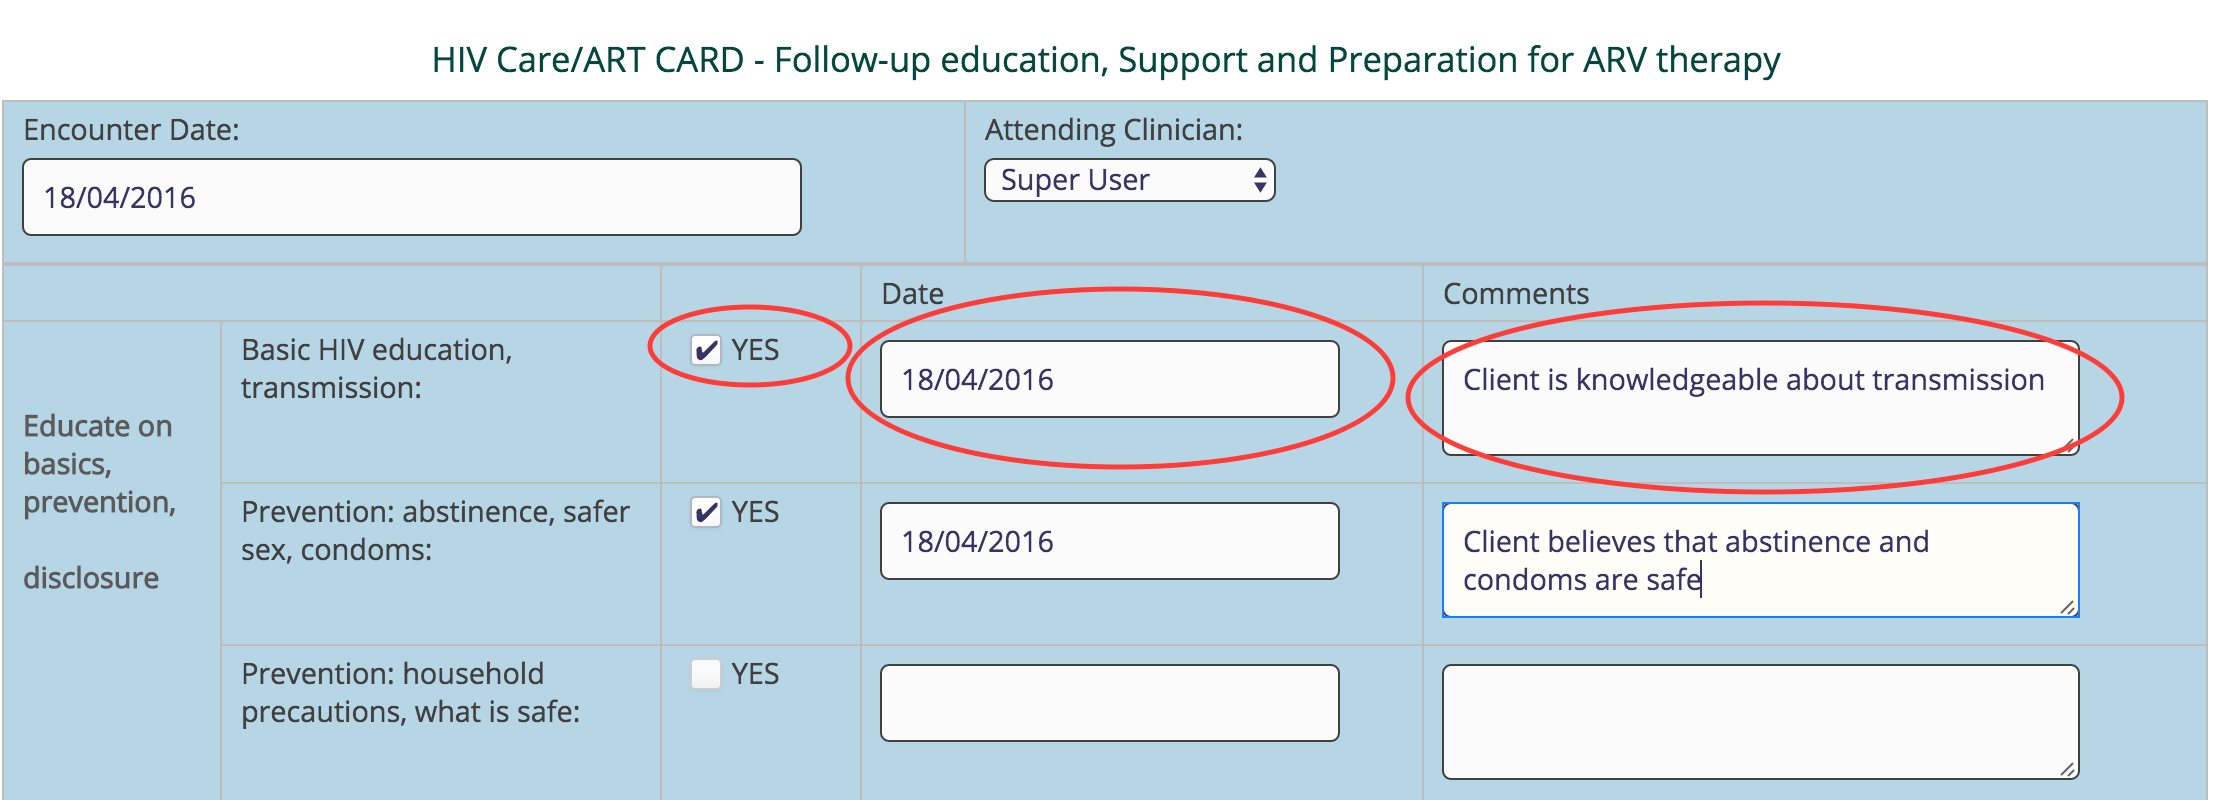 HIV Care/ART CARD - Follow-up education, Support and Preparation for ARV therapy
Encounter Date:
18/04/2016
Attending Clinician:
Super User
Date
Comments
Educate on
basics,
prevention,
disclosure
Basic HIV education,
transmission:
YES
18/04/2016
Client is knowledgeable about transmission
Prevention: abstinence, safer
sex, condoms:
YES
18/04/2016
Client believes that abstinence and
condoms are safe
Prevention: household
precautions, what is safe:
YES